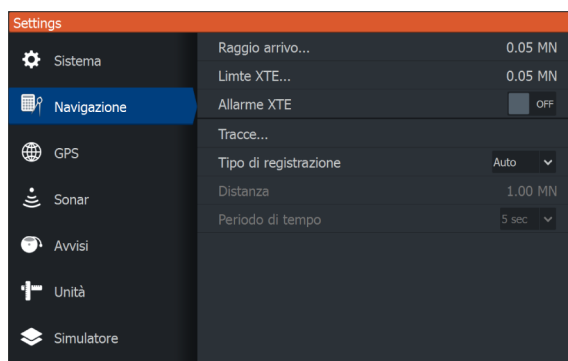 Settings
Sistema
Navigazione
GPS
Sonar
Avvisi
Unità
Simulatore
Raggio arrivo... 0.05 MN
Limte XTE... 0.05 MN
Allarme XTE OFF
Tracce...
Tipo di registrazione Auto
Distanza 1.00 MN
Periodo di tempo 5 sec